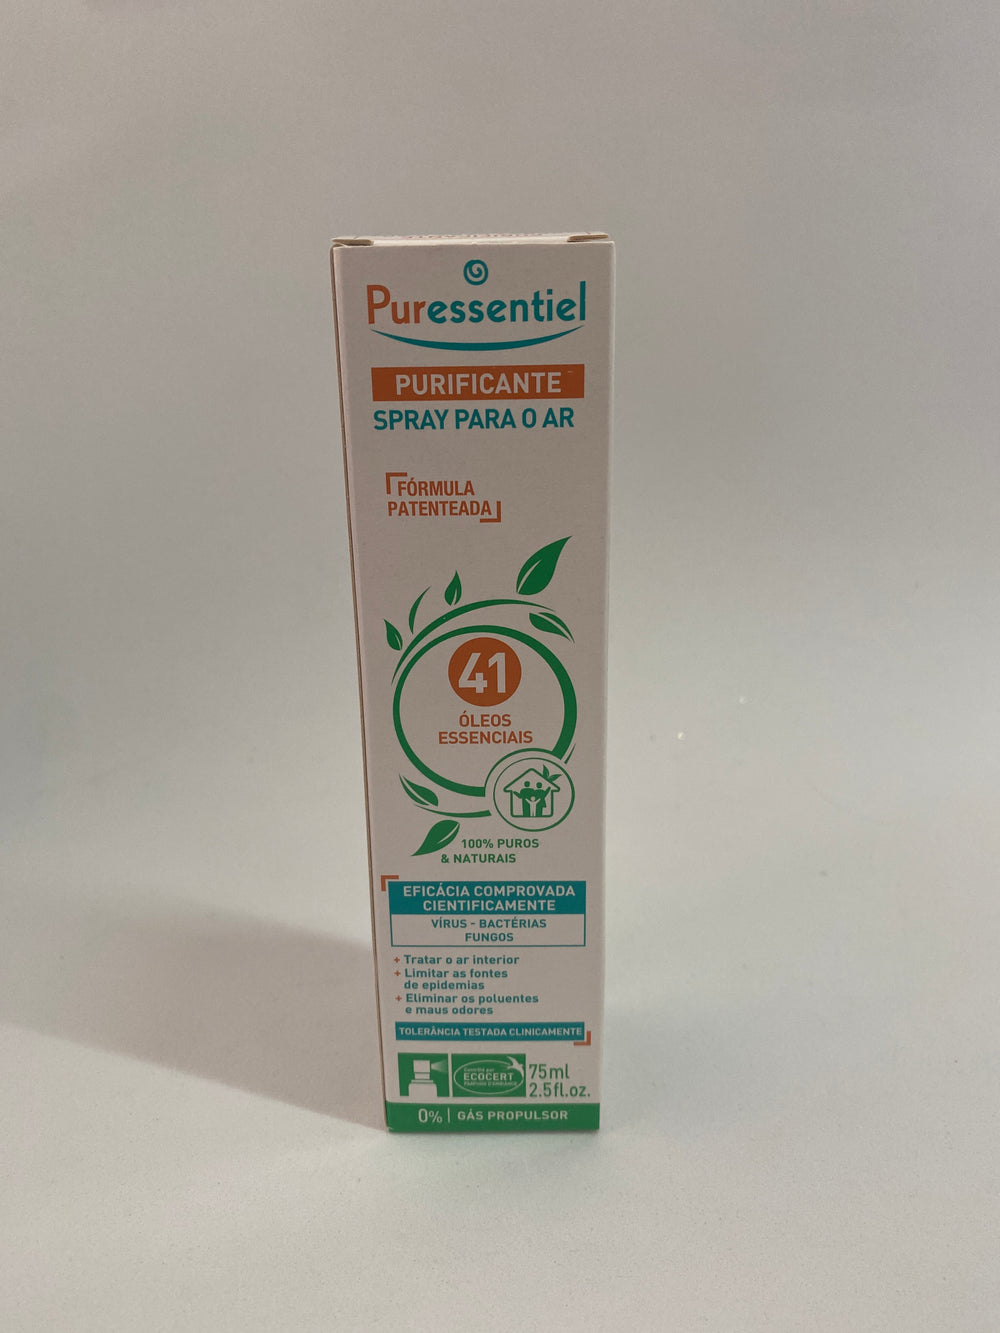 Puressentiel
PURIFICANTE
SPRAY PARA O AR
FÓRMULA
PATENTEADA
41
ÓLEOS
ESSENCIAIS
100% PUROS
& NATURAIS
EFICÁCIA COMPROVADA
CIENTIFICAMENTE
VÍRUS - BACTÉRIAS
FUNGOS
+ Tratar o ar interior
+ Limitar as fontes
de epidemias
+ Eliminar os poluentes
e maus odores
TOLERÂNCIA TESTADA CLINICAMENTE
ECOCERT
75ml
2.5fl.oz.
0% | GÁS PROPULSOR